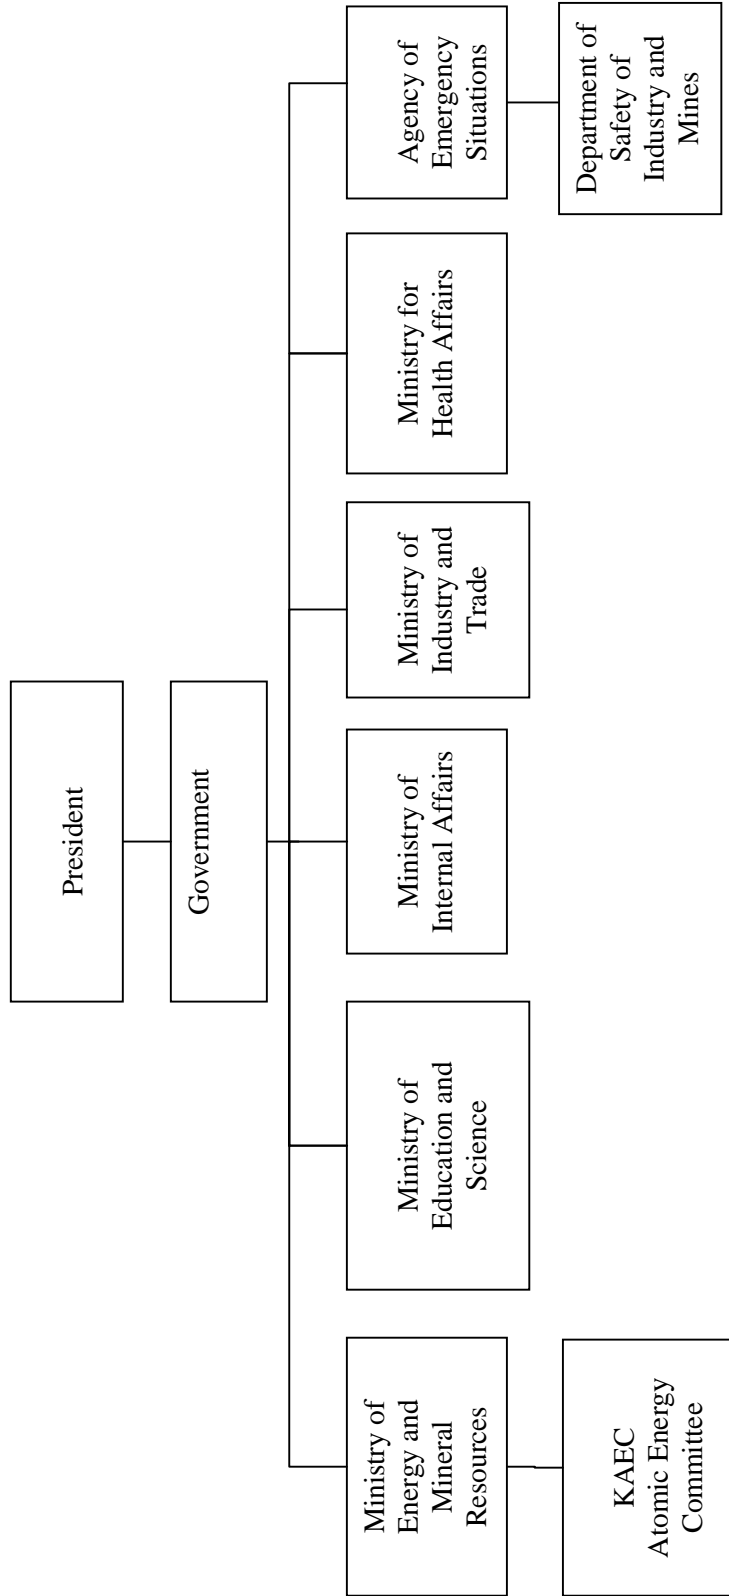 President
Government
Ministry of
Energy and
Mineral
Resources
Ministry of
Education and
Science
Ministry of
Internal Affairs
Ministry of
Industry and
Trade
Ministry for
Health Affairs
Agency of
Emergency
Situations
KAEC
Atomic Energy
Committee
Department of
Safety of
Industry and
Mines